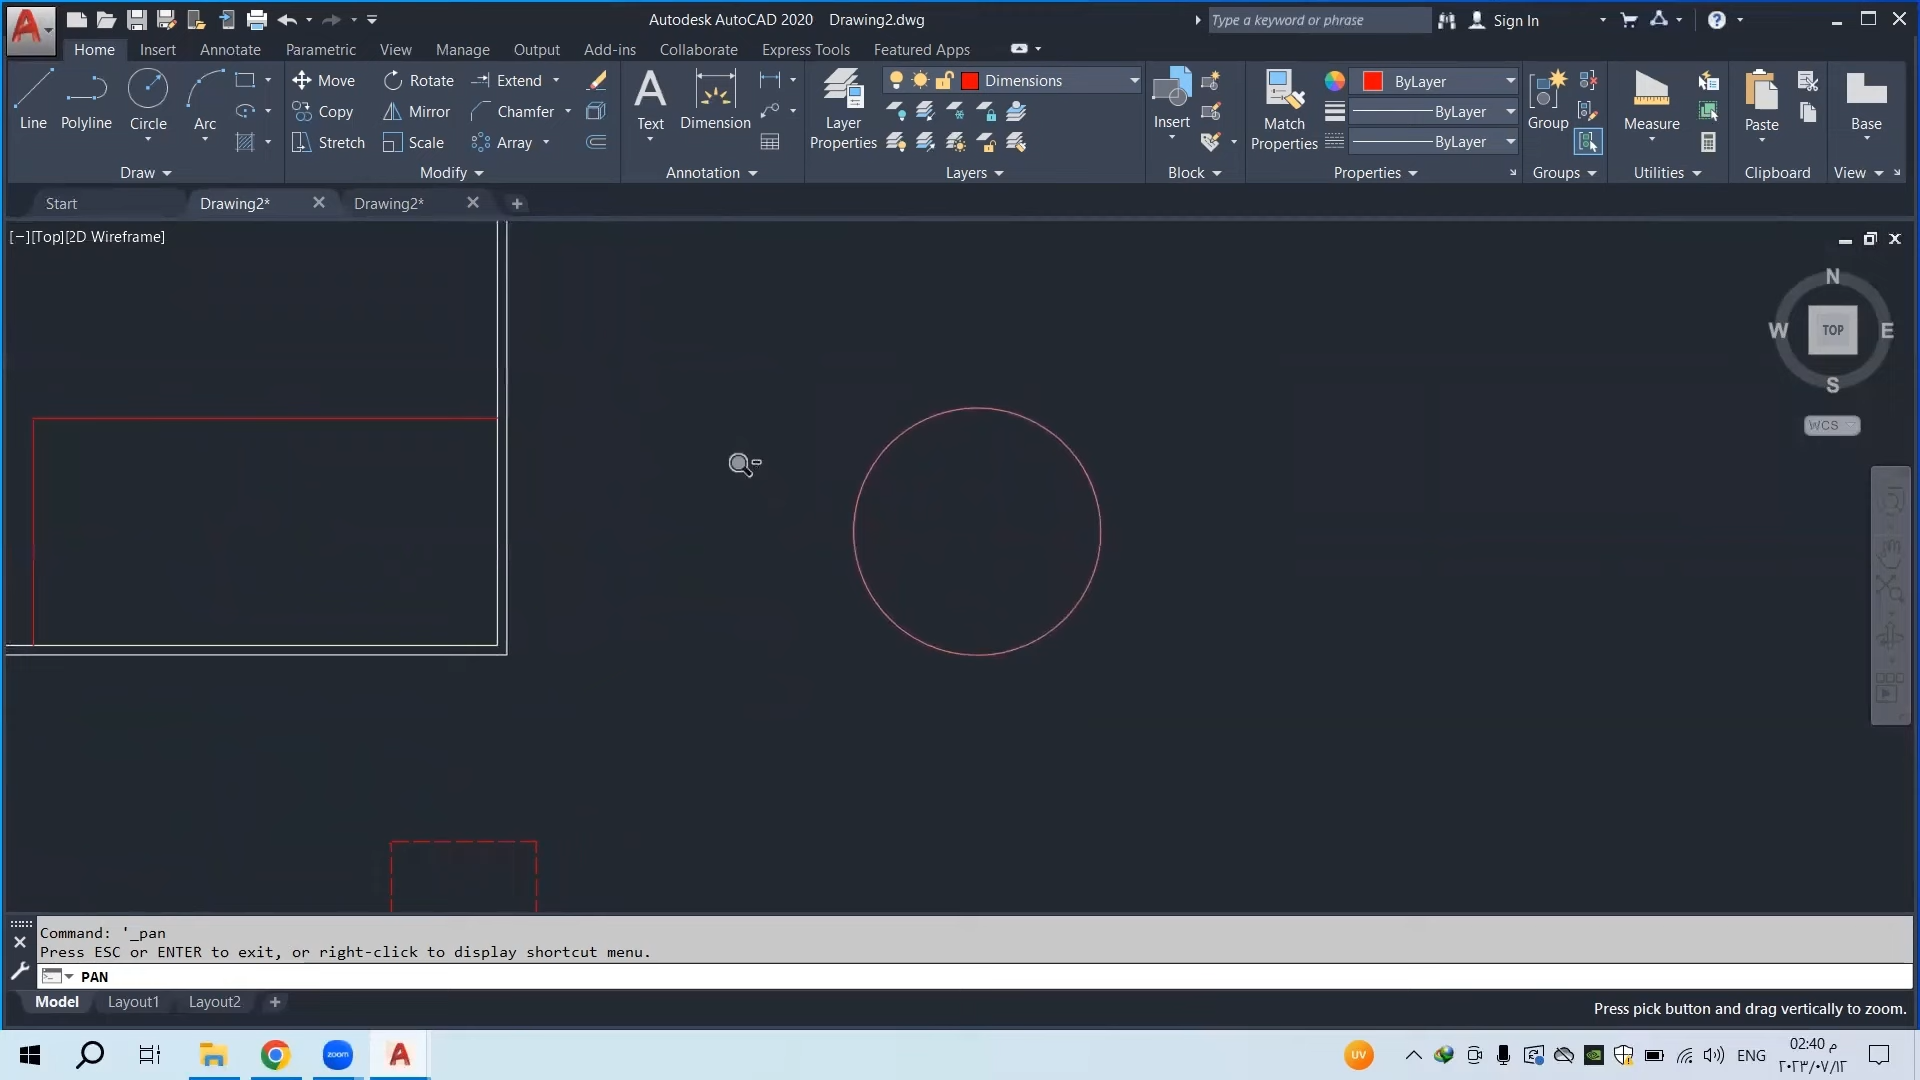 Autodesk AutoCAD 2020 Drawing2.dwg
Type a keyword or phrase
Sign In
Home Insert Annotate Parametric View Manage Output Add-ins Collaborate Express Tools Featured Apps
Line Polyline Circle Arc
Move Rotate Extend
Copy Mirror Chamfer
Stretch Scale Array
Text Dimension
Layer Properties
Dimensions
Insert
Match Properties
ByLayer
ByLayer
ByLayer
Group
Measure
Paste
Base
Draw Modify Annotation Layers Block Properties Groups Utilities Clipboard View
Start Drawing2* Drawing2*
[−][Top][2D Wireframe]
N
W TOP E
S
WCS
Command: '_pan
Press ESC or ENTER to exit, or right-click to display shortcut menu.
PAN
Model Layout1 Layout2
Press pick button and drag vertically to zoom.
zoom
UV
ENG
02:40 م
٢٠٢٣/٠٧/١٢